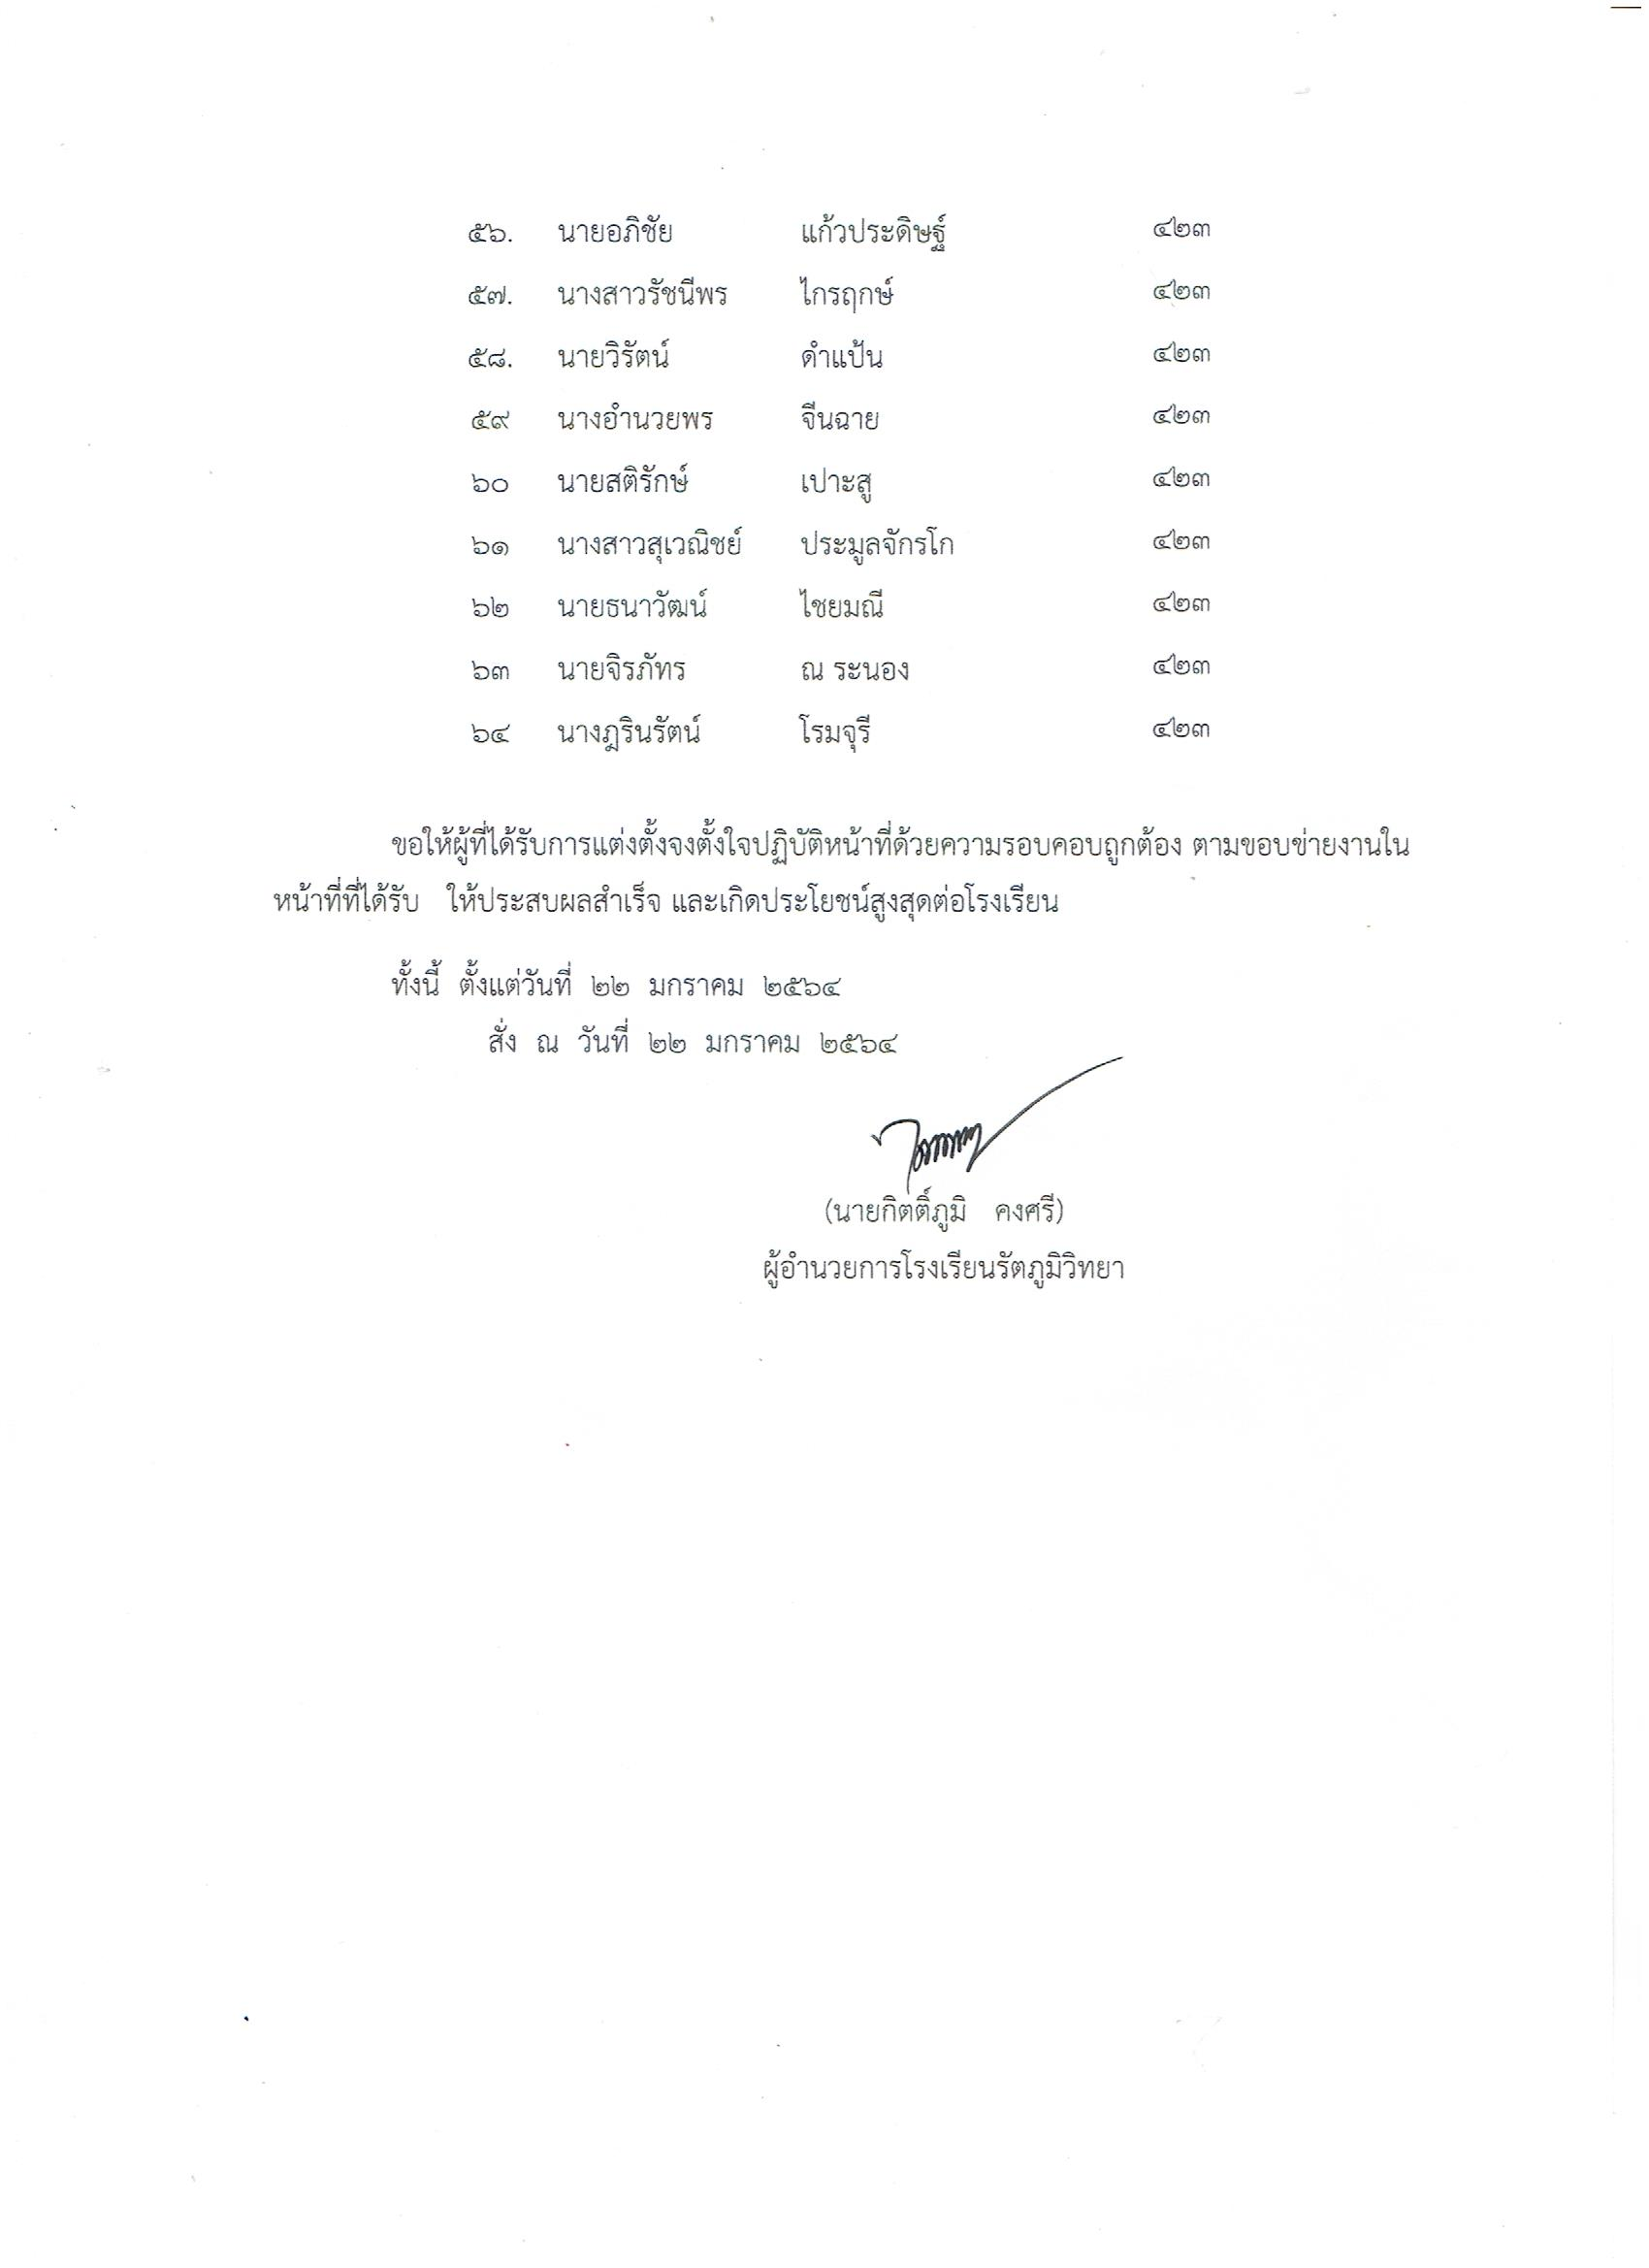 ๕๖. นายอภิชัย แก้วประดิษฐ์ ๔๒๓
๕๗. นางสาวรัชนีพร ไกรฤกษ์ ๔๒๓
๕๘. นายวิรัตน์ ดำแป้น ๔๒๓
๕๙ นางอำนวยพร จีนฉาย ๔๒๓
๖๐ นายสติรักษ์ เปาะสู ๔๒๓
๖๑ นางสาวสุเวณิชย์ ประมูลจักรโก ๔๒๓
๖๒ นายธนาวัฒน์ ไชยมณี ๔๒๓
๖๓ นายจิรภัทร ณ ระนอง ๔๒๓
๖๔ นางฎรินรัตน์ โรมจุรี ๔๒๓
ขอให้ผู้ที่ได้รับการแต่งตั้งจงตั้งใจปฏิบัติหน้าที่ด้วยความรอบคอบถูกต้อง ตามขอบข่ายงานใน
หน้าที่ที่ได้รับ ให้ประสบผลสำเร็จ และเกิดประโยชน์สูงสุดต่อโรงเรียน
ทั้งนี้ ตั้งแต่วันที่ ๒๒ มกราคม ๒๕๖๔
สั่ง ณ วันที่ ๒๒ มกราคม ๒๕๖๔
(นายกิตติ์ภูมิ คงศรี)
ผู้อำนวยการโรงเรียนรัตภูมิวิทยา